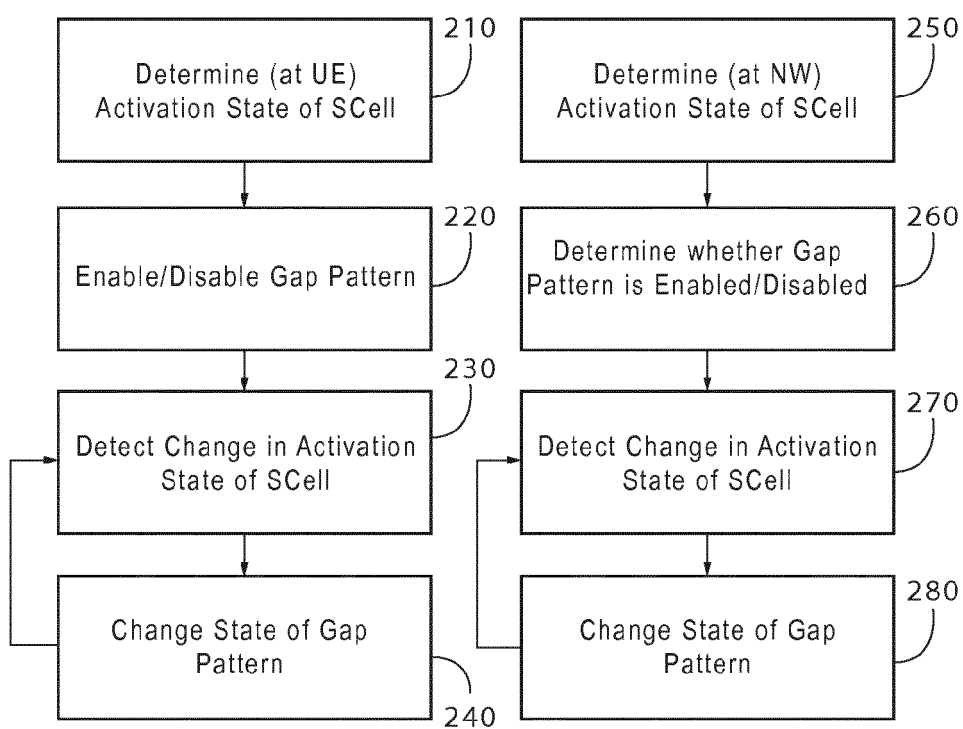 210
Determine (at UE)
Activation State of SCell
220
Enable/Disable Gap Pattern
230
Detect Change in Activation
State of SCell
Change State of Gap
Pattern
240
250
Determine (at NW)
Activation State of SCell
260
Determine whether Gap
Pattern is Enabled/Disabled
270
Detect Change in Activation
State of SCell
280
Change State of Gap
Pattern